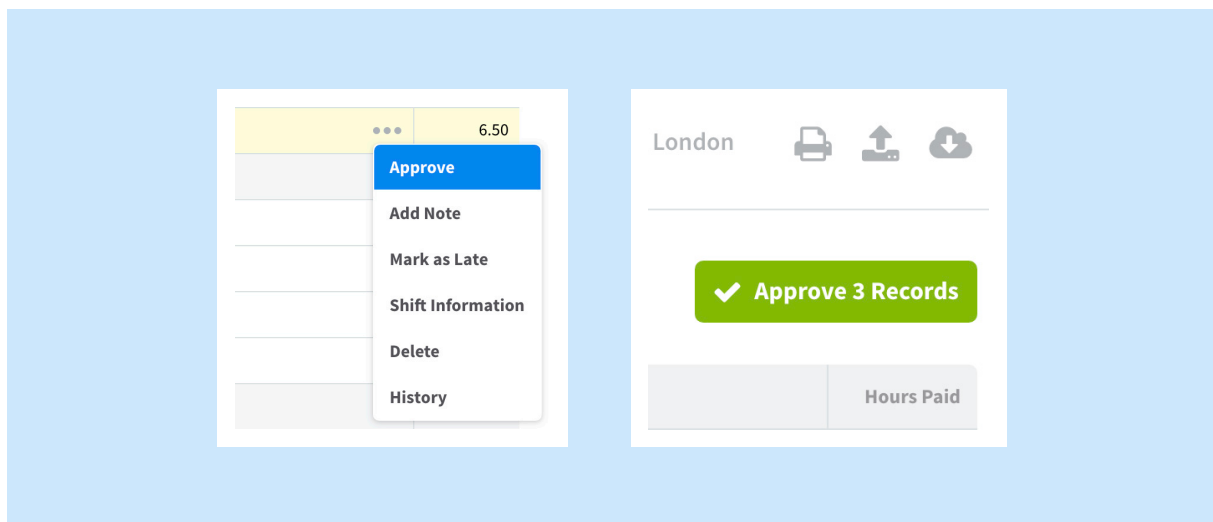 6.50
Approve
Add Note
Mark as Late
Shift Information
Delete
History
London
Approve 3 Records
Hours Paid